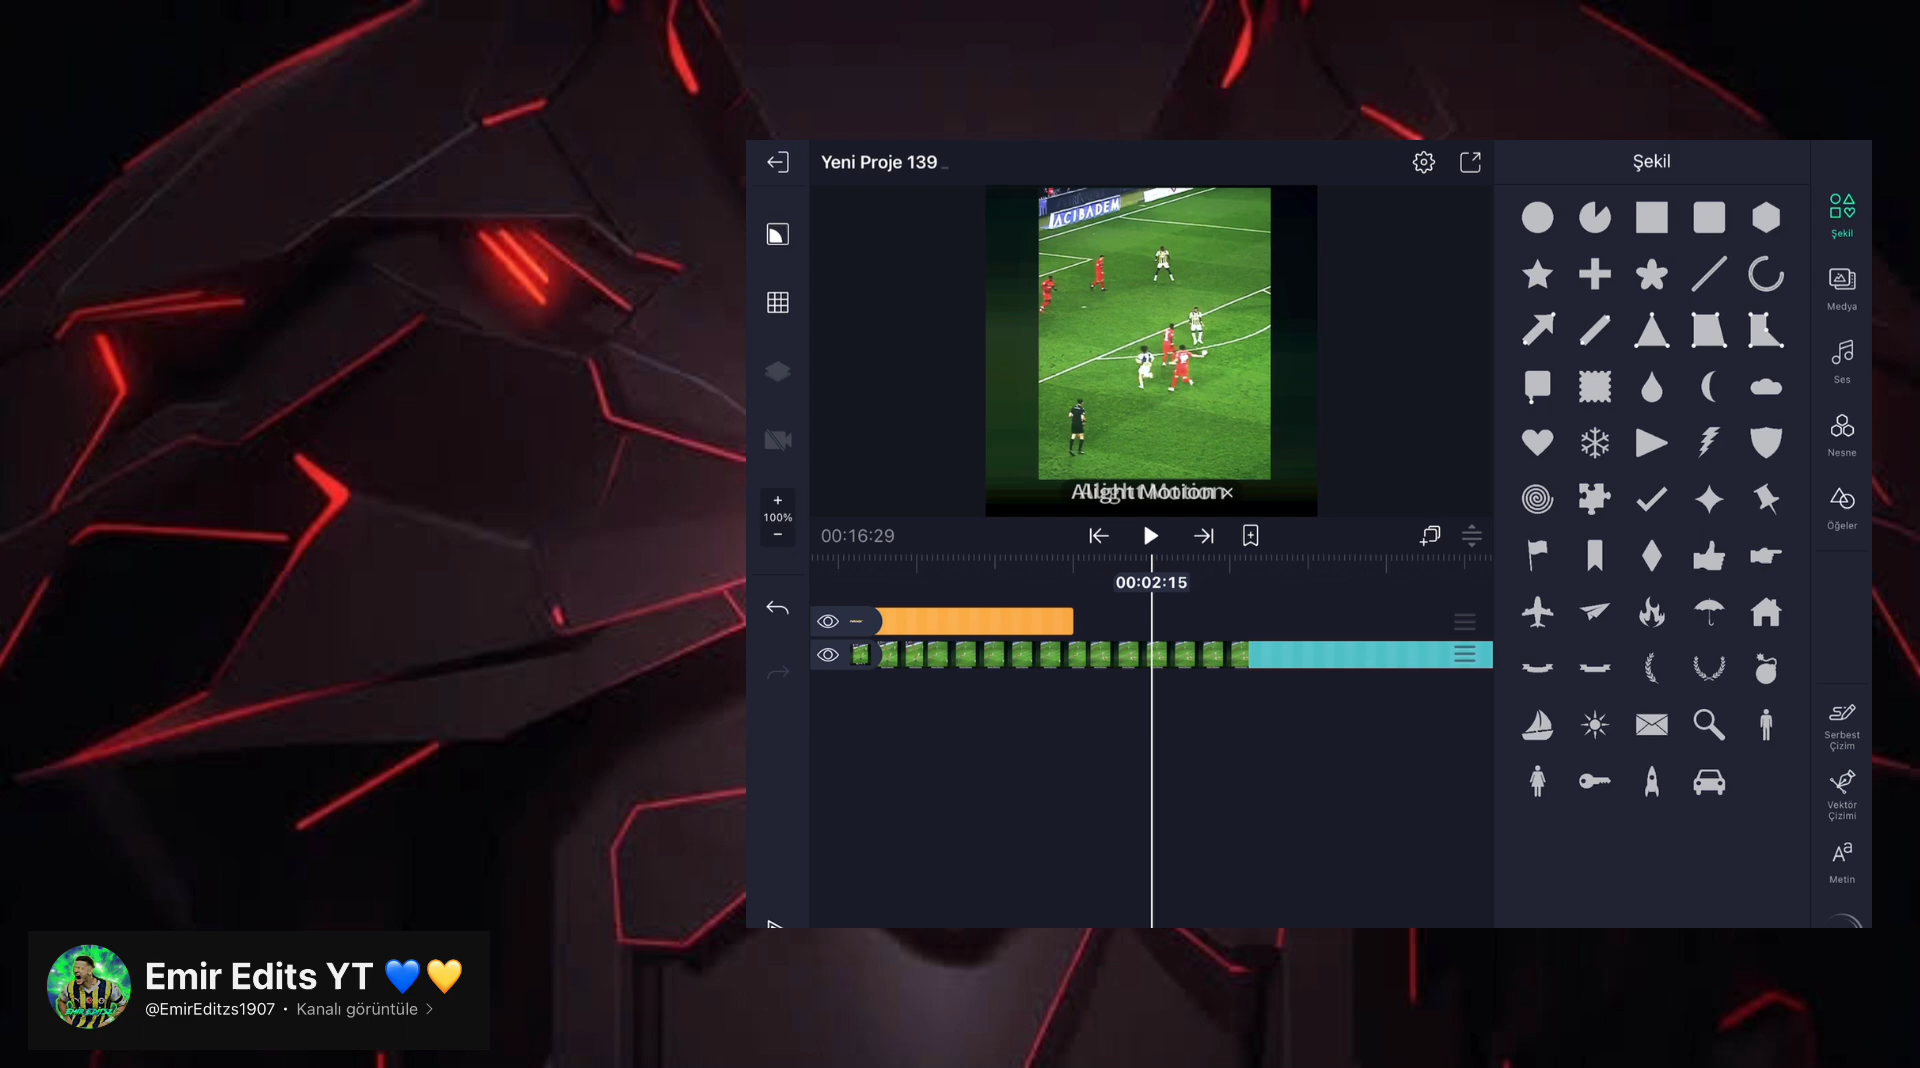 Yeni Proje 139
Şekil
ACIBADEM
Alight Motion ×
100%
00:16:29
00:02:15
Şekil
Medya
Ses
Nesne
Öğeler
Serbest
Çizim
Vektör
Çizimi
Aa
Metin
Emir Edits YT 💙💛
@EmirEditzs1907 • Kanalı görüntüle >